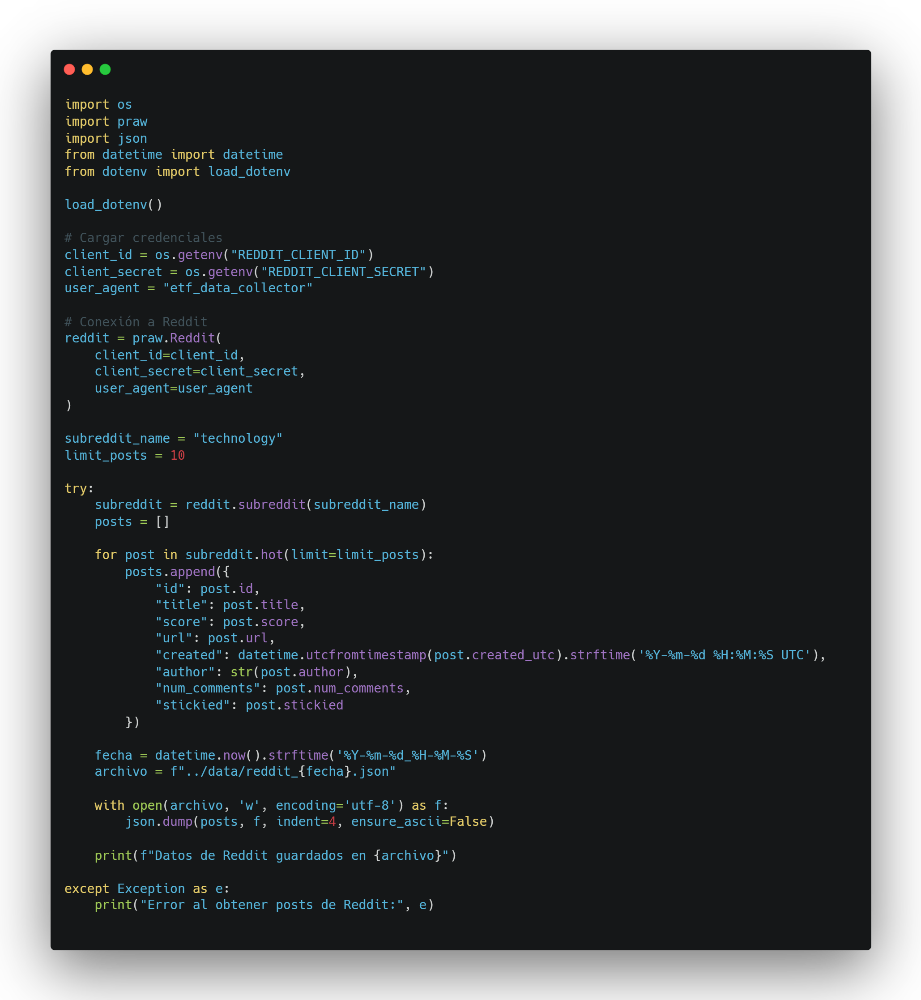 import os
import praw
import json
from datetime import datetime
from dotenv import load_dotenv

load_dotenv()

# Cargar credenciales
client_id = os.getenv("REDDIT_CLIENT_ID")
client_secret = os.getenv("REDDIT_CLIENT_SECRET")
user_agent = "etf_data_collector"

# Conexión a Reddit
reddit = praw.Reddit(
    client_id=client_id,
    client_secret=client_secret,
    user_agent=user_agent
)

subreddit_name = "technology"
limit_posts = 10

try:
    subreddit = reddit.subreddit(subreddit_name)
    posts = []

    for post in subreddit.hot(limit=limit_posts):
        posts.append({
            "id": post.id,
            "title": post.title,
            "score": post.score,
            "url": post.url,
            "created": datetime.utcfromtimestamp(post.created_utc).strftime('%Y-%m-%d %H:%M:%S UTC'),
            "author": str(post.author),
            "num_comments": post.num_comments,
            "stickied": post.stickied
        })

    fecha = datetime.now().strftime('%Y-%m-%d_%H-%M-%S')
    archivo = f"../data/reddit_{fecha}.json"

    with open(archivo, 'w', encoding='utf-8') as f:
        json.dump(posts, f, indent=4, ensure_ascii=False)

    print(f"Datos de Reddit guardados en {archivo}")

except Exception as e:
    print("Error al obtener posts de Reddit:", e)